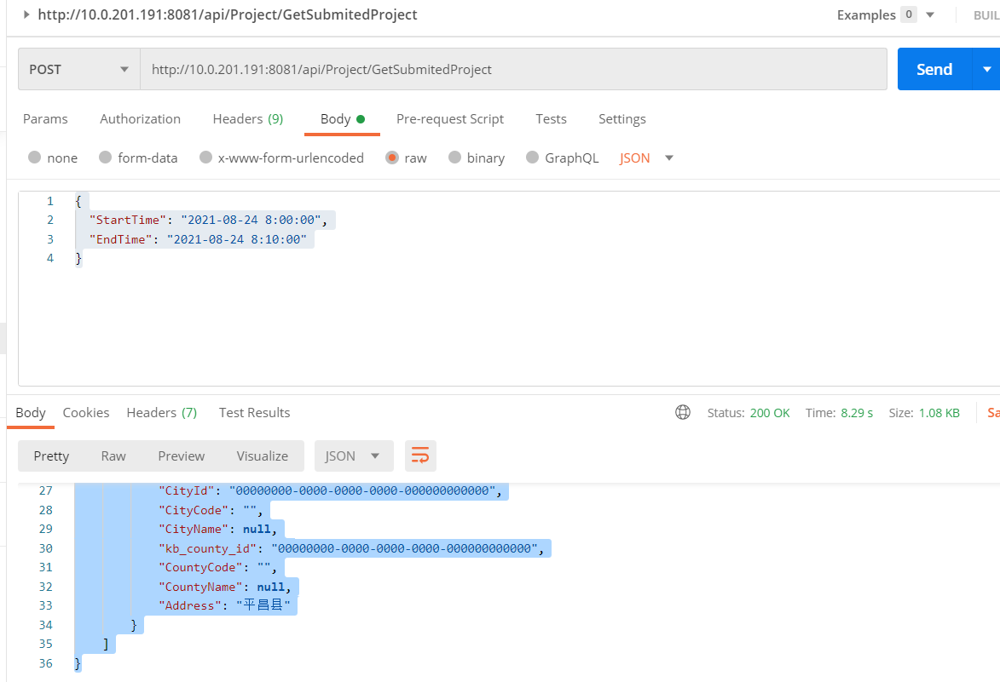 http://10.0.201.191:8081/api/Project/GetSubmitedProject Examples 0 BUIL
POST http://10.0.201.191:8081/api/Project/GetSubmitedProject Send
Params Authorization Headers (9) Body Pre-request Script Tests Settings
none form-data x-www-form-urlencoded raw binary GraphQL JSON
1 {
2 "StartTime": "2021-08-24 8:00:00",
3 "EndTime": "2021-08-24 8:10:00"
4 }
Body Cookies Headers (7) Test Results Status: 200 OK Time: 8.29 s Size: 1.08 KB Sa
Pretty Raw Preview Visualize JSON
27 "CityId": "00000000-0000-0000-0000-000000000000",
28 "CityCode": "",
29 "CityName": null,
30 "kb_county_id": "00000000-0000-0000-0000-000000000000",
31 "CountyCode": "",
32 "CountyName": null,
33 "Address": "平昌县"
34 }
35 ]
36 }